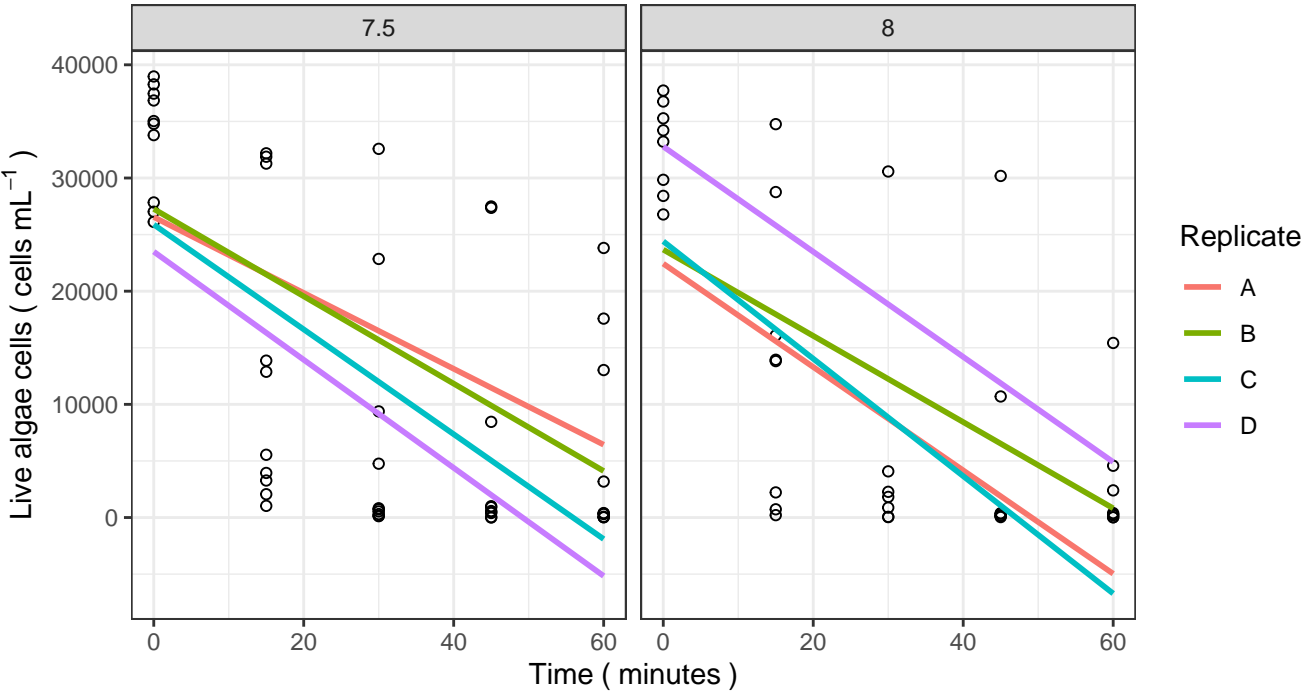 7.5
8
40000
30000
20000
10000
0
Live algae cells ( cells mL⁻¹ )
0 20 40 60
0 20 40 60
Time ( minutes )
Replicate
A
B
C
D